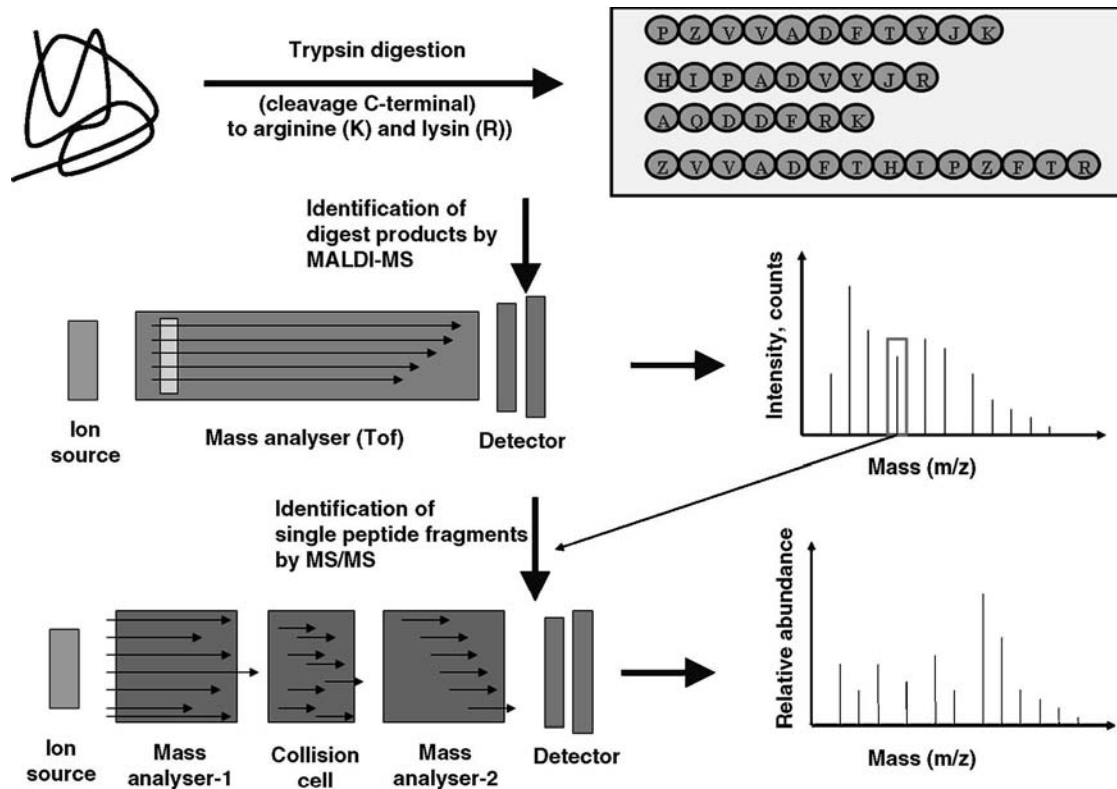 Trypsin digestion
(cleavage C-terminal)
to arginine (K) and lysin (R))
P Z V V A D F T Y J K
H I P A D V Y J R
A Q D D F R K
Z V V A D F T H I P Z F T R
Identification of
digest products by
MALDI-MS
Ion
source
Mass analyser (Tof)
Detector
Intensity, counts
Mass (m/z)
Identification of
single peptide fragments
by MS/MS
Ion
source
Mass
analyser-1
Collision
cell
Mass
analyser-2
Detector
Relative abundance
Mass (m/z)